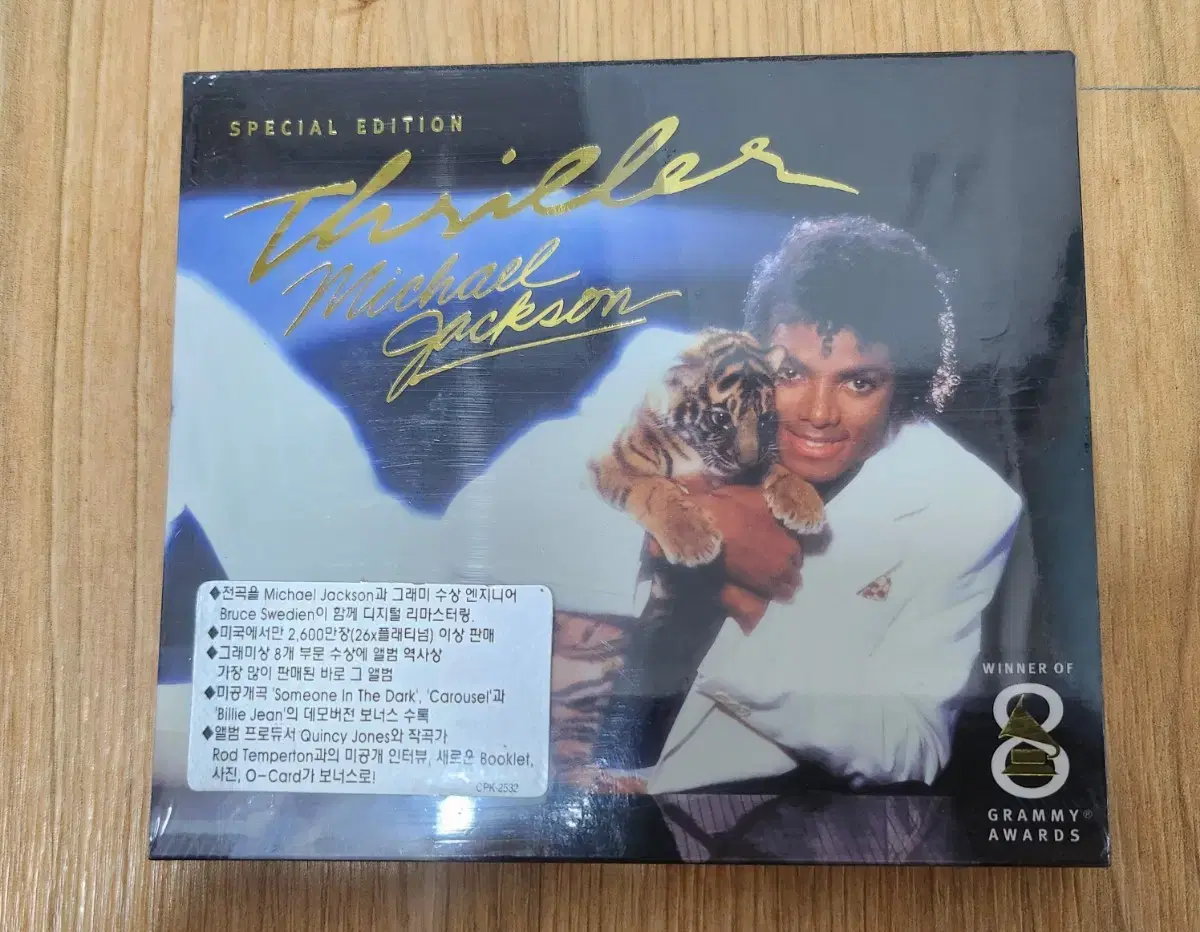 SPECIAL EDITION
Thriller
Michael
Jackson
◆전곡을 Michael Jackson과 그래미 수상 엔지니어
Bruce Swedien이 함께 디지털 리마스터링.
◆미국에서만 2,600만장(26x플래티넘) 이상 판매
◆그래미상 8개 부문 수상에 앨범 역사상
가장 많이 판매된 바로 그 앨범
◆미공개곡 'Someone In The Dark', 'Carousel'과
'Billie Jean'의 데모버전 보너스 수록
◆앨범 프로듀서 Quincy Jones와 작곡가
Rod Temperton과의 미공개 인터뷰, 새로운 Booklet,
사진, O-Card가 보너스로!
CPK-2532
WINNER OF
8
GRAMMY®
AWARDS